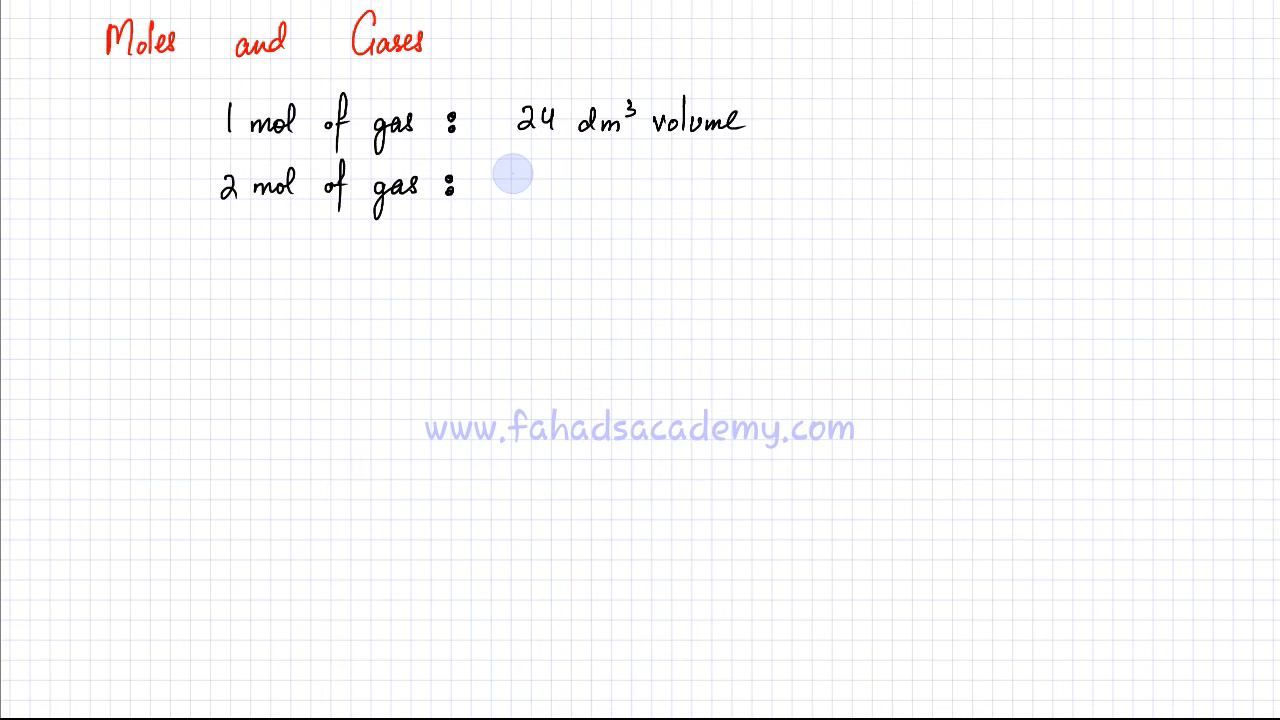 Moles and Gases
1 mol of gas : 24 dm³ volume
2 mol of gas :
www.fahadsacademy.com